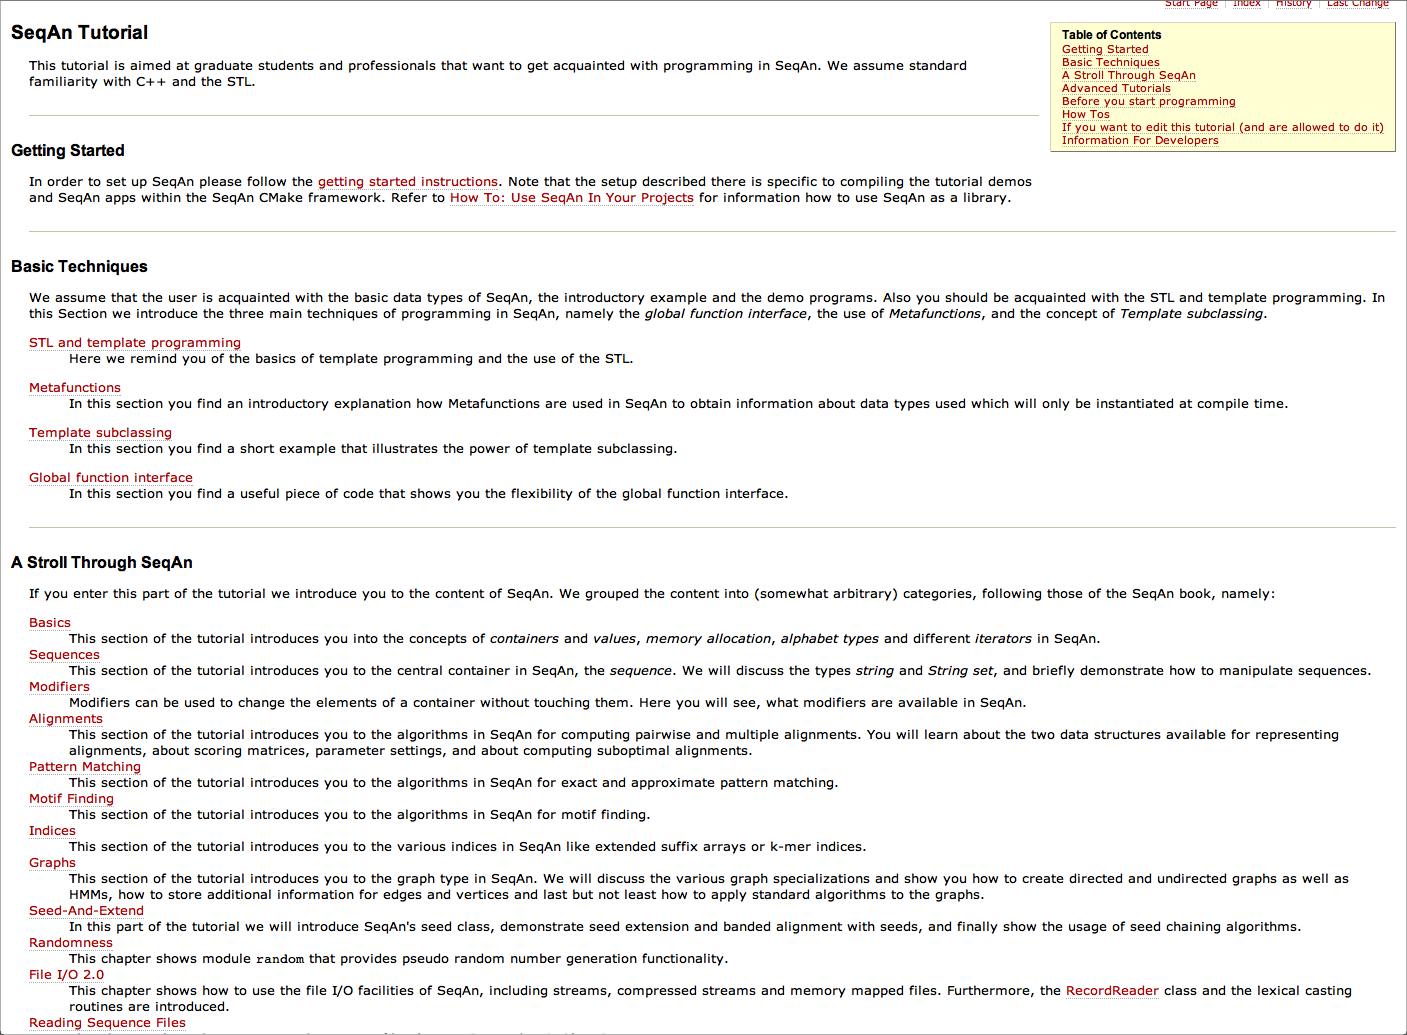 Start Page | Index | History | Last Change
SeqAn Tutorial
This tutorial is aimed at graduate students and professionals that want to get acquainted with programming in SeqAn. We assume standard
familiarity with C++ and the STL.
Table of Contents
Getting Started
Basic Techniques
A Stroll Through SeqAn
Advanced Tutorials
Before you start programming
How Tos
If you want to edit this tutorial (and are allowed to do it)
Information For Developers
Getting Started
In order to set up SeqAn please follow the getting started instructions. Note that the setup described there is specific to compiling the tutorial demos
and SeqAn apps within the SeqAn CMake framework. Refer to How To: Use SeqAn In Your Projects for information how to use SeqAn as a library.
Basic Techniques
We assume that the user is acquainted with the basic data types of SeqAn, the introductory example and the demo programs. Also you should be acquainted with the STL and template programming. In
this Section we introduce the three main techniques of programming in SeqAn, namely the global function interface, the use of Metafunctions, and the concept of Template subclassing.
STL and template programming
Here we remind you of the basics of template programming and the use of the STL.
Metafunctions
In this section you find an introductory explanation how Metafunctions are used in SeqAn to obtain information about data types used which will only be instantiated at compile time.
Template subclassing
In this section you find a short example that illustrates the power of template subclassing.
Global function interface
In this section you find a useful piece of code that shows you the flexibility of the global function interface.
A Stroll Through SeqAn
If you enter this part of the tutorial we introduce you to the content of SeqAn. We grouped the content into (somewhat arbitrary) categories, following those of the SeqAn book, namely:
Basics
This section of the tutorial introduces you into the concepts of containers and values, memory allocation, alphabet types and different iterators in SeqAn.
Sequences
This section of the tutorial introduces you to the central container in SeqAn, the sequence. We will discuss the types string and String set, and briefly demonstrate how to manipulate sequences.
Modifiers
Modifiers can be used to change the elements of a container without touching them. Here you will see, what modifiers are available in SeqAn.
Alignments
This section of the tutorial introduces you to the algorithms in SeqAn for computing pairwise and multiple alignments. You will learn about the two data structures available for representing
alignments, about scoring matrices, parameter settings, and about computing suboptimal alignments.
Pattern Matching
This section of the tutorial introduces you to the algorithms in SeqAn for exact and approximate pattern matching.
Motif Finding
This section of the tutorial introduces you to the algorithms in SeqAn for motif finding.
Indices
This section of the tutorial introduces you to the various indices in SeqAn like extended suffix arrays or k-mer indices.
Graphs
This section of the tutorial introduces you to the graph type in SeqAn. We will discuss the various graph specializations and show you how to create directed and undirected graphs as well as
HMMs, how to store additional information for edges and vertices and last but not least how to apply standard algorithms to the graphs.
Seed-And-Extend
In this part of the tutorial we will introduce SeqAn's seed class, demonstrate seed extension and banded alignment with seeds, and finally show the usage of seed chaining algorithms.
Randomness
This chapter shows module random that provides pseudo random number generation functionality.
File I/O 2.0
This chapter shows how to use the file I/O facilities of SeqAn, including streams, compressed streams and memory mapped files. Furthermore, the RecordReader class and the lexical casting
routines are introduced.
Reading Sequence Files